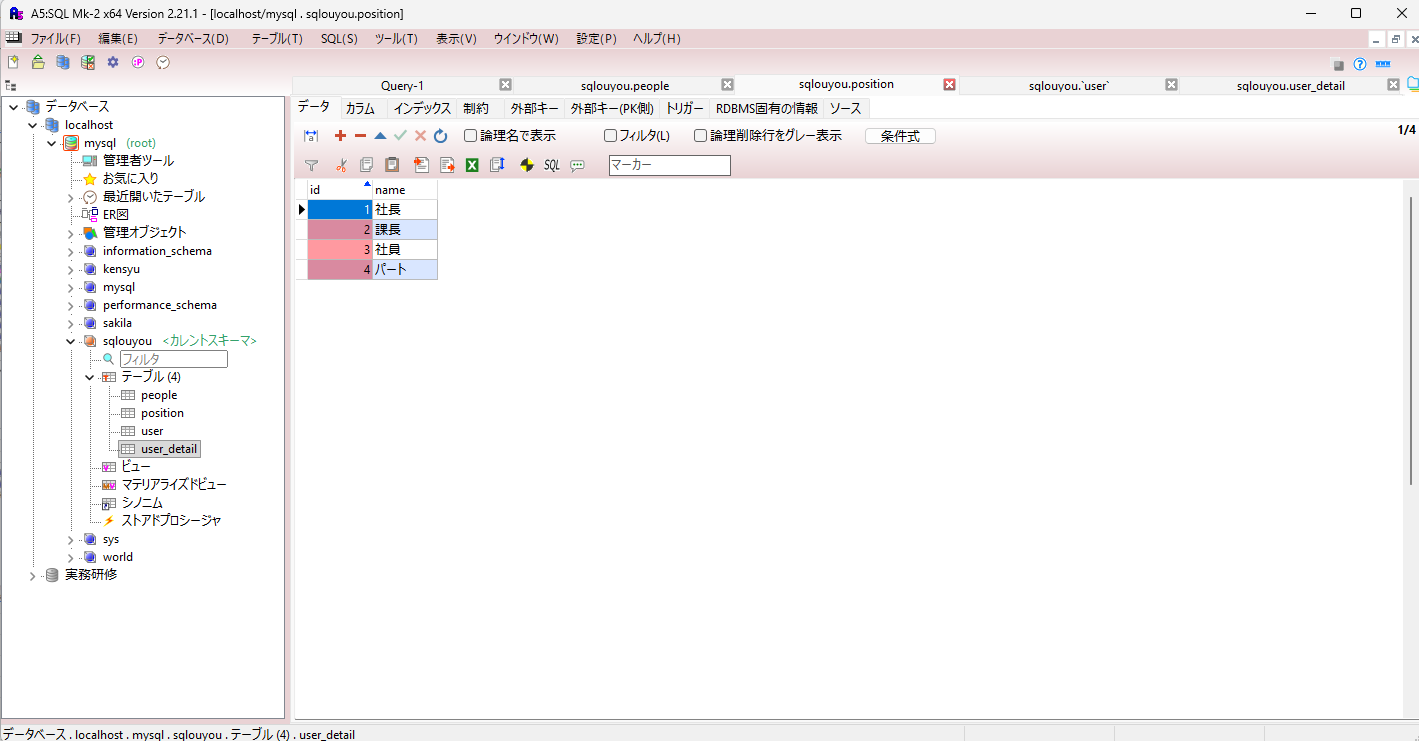 A5:SQL Mk-2 x64 Version 2.21.1 - [localhost/mysql . sqlouyou.position]
ファイル(F) 編集(E) データベース(D) テーブル(T) SQL(S) ツール(T) 表示(V) ウインドウ(W) 設定(P) ヘルプ(H)
Query-1 sqlouyou.people sqlouyou.position sqlouyou.`user` sqlouyou.user_detail
データ カラム インデックス 制約 外部キー 外部キー(PK側) トリガー RDBMS固有の情報 ソース
論理名で表示 フィルタ(L) 論理削除行をグレー表示 条件式 1/4
SQL マーカー
id name
1 社長
2 課長
3 社員
4 パート
データベース
localhost
mysql (root)
管理者ツール
お気に入り
最近開いたテーブル
ER図
管理オブジェクト
information_schema
kensyu
mysql
performance_schema
sakila
sqlouyou <カレントスキーマ>
フィルタ
テーブル (4)
people
position
user
user_detail
ビュー
マテリアライズドビュー
シノニム
ストアドプロシージャ
sys
world
実務研修
データベース . localhost . mysql . sqlouyou . テーブル (4) . user_detail